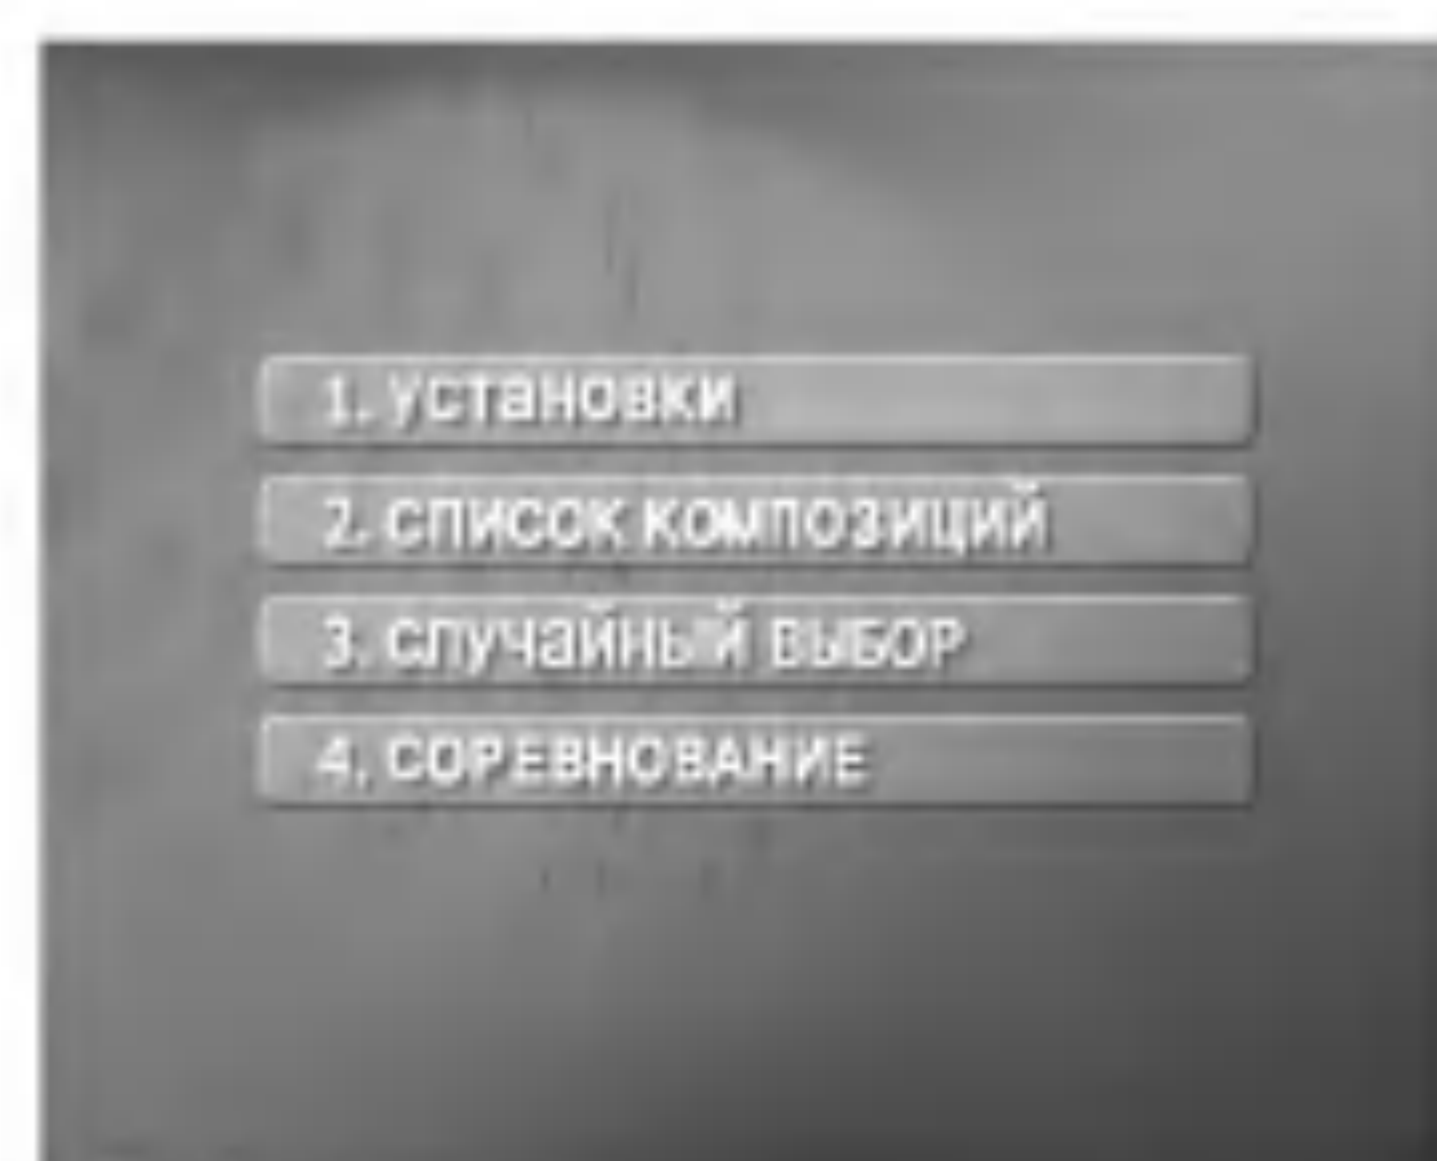 1. УСТаНОВКИ
2. СПИСОК КОМПОЗИЦИЙ
3. СЛУЧаЙНЫЙ ВЫБОР
4. СОРЕВНОВАНИЕ